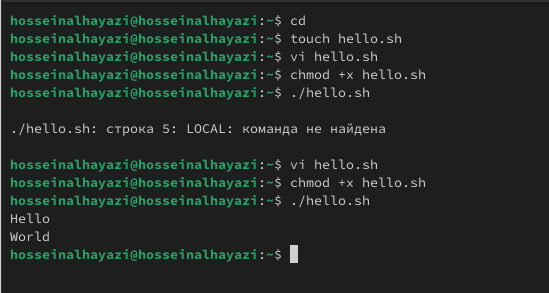 hosseinalhayazi@hosseinalhayazi:~$ cd
hosseinalhayazi@hosseinalhayazi:~$ touch hello.sh
hosseinalhayazi@hosseinalhayazi:~$ vi hello.sh
hosseinalhayazi@hosseinalhayazi:~$ chmod +x hello.sh
hosseinalhayazi@hosseinalhayazi:~$ ./hello.sh
./hello.sh: строка 5: LOCAL: команда не найдена
hosseinalhayazi@hosseinalhayazi:~$ vi hello.sh
hosseinalhayazi@hosseinalhayazi:~$ chmod +x hello.sh
hosseinalhayazi@hosseinalhayazi:~$ ./hello.sh
Hello
World
hosseinalhayazi@hosseinalhayazi:~$